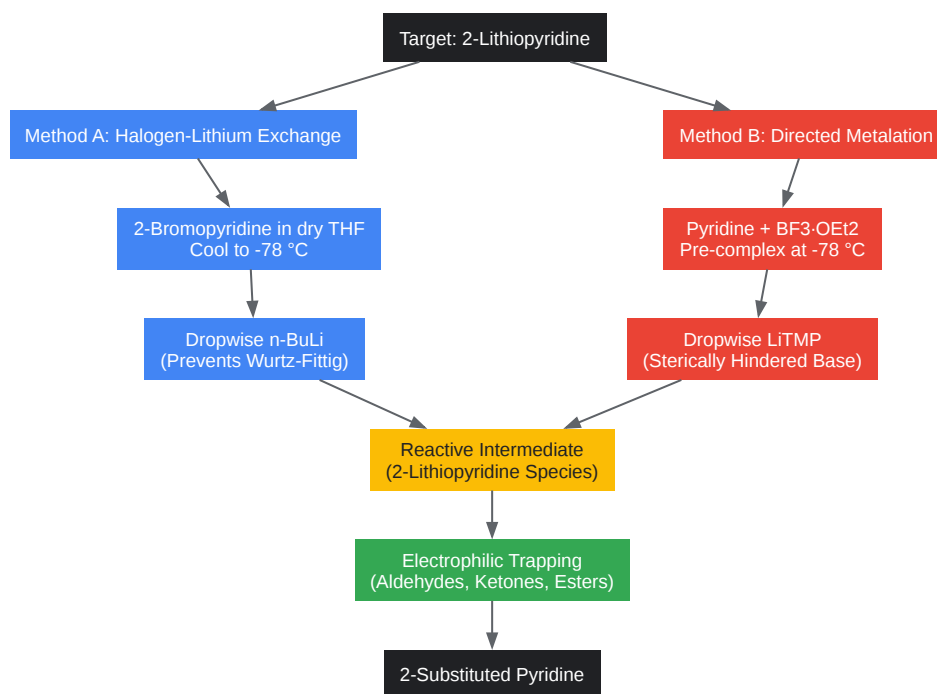 Target: 2-Lithiopyridine
Method A: Halogen-Lithium Exchange
Method B: Directed Metalation
2-Bromopyridine in dry THF
Cool to -78 °C
Pyridine + BF3·OEt2
Pre-complex at -78 °C
Dropwise n-BuLi
(Prevents Wurtz-Fittig)
Dropwise LiTMP
(Sterically Hindered Base)
Reactive Intermediate
(2-Lithiopyridine Species)
Electrophilic Trapping
(Aldehydes, Ketones, Esters)
2-Substituted Pyridine